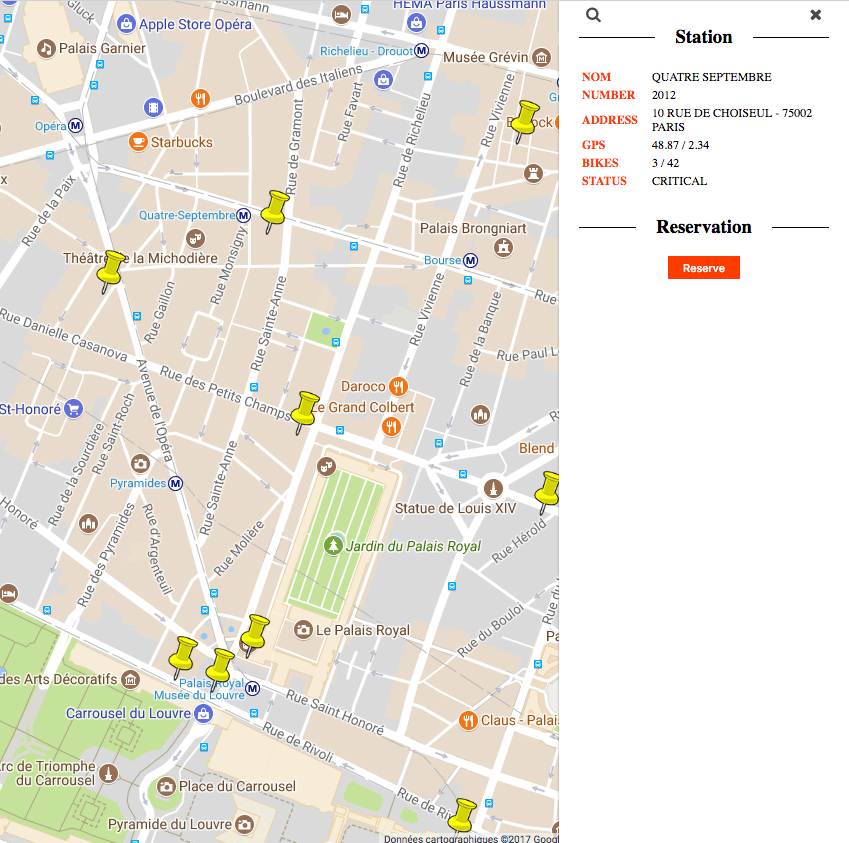 Gluck
HEMA Paris Haussmann
Apple Store Opéra
Palais Garnier
Richelieu - Drouot
Musée Grévin
Boulevard des Italiens
Opéra
Starbucks
Rue de Gramont
Rue Favart
Rue de Richelieu
Rue Vivienne
Rue de la Paix
Quatre-Septembre
Théâtre de la Michodière
Rue Monsigny
Palais Brongniart
Bourse
Rue
Rue Gaillon
Rue Sainte-Anne
Rue Vivienne
Rue de la Banque
Rue Danielle Casanova
Rue Paul L
Avenue de l'Opéra
Rue des Petits Champs
Daroco
Le Grand Colbert
St-Honoré
Rue Saint-Roch
Rue de la Sourdière
Blend
Pyramides
Rue Sainte-Anne
Statue de Louis XIV
Honoré
Rue des Pyramides
Rue d'Argenteuil
Rue Molière
Rue Hérold
Jardin du Palais Royal
Rue du Bouloi
Le Palais Royal
des Arts Décoratifs
Palais Royal
Musée du Louvre
Carrousel du Louvre
Rue Saint Honoré
Claus - Palai
Rue de Rivoli
Arc de Triomphe
du Carrousel
Place du Carrousel
Rue de Ri
Pyramide du Louvre
Données cartographiques ©2017 Googl
Station
NOM QUATRE SEPTEMBRE
NUMBER 2012
ADDRESS 10 RUE DE CHOISEUL - 75002
PARIS
GPS 48.87 / 2.34
BIKES 3 / 42
STATUS CRITICAL
Reservation
Reserve